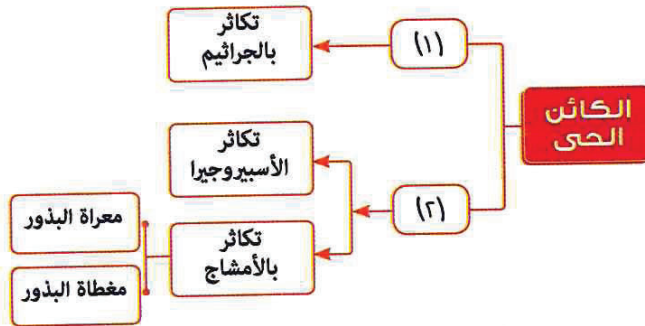 الكائن
الحى
(١)
تكاثر
بالجراثيم
(٢)
تكاثر
الأسبيروجيرا
تكاثر
بالأمشاج
معراة البذور
مغطاة البذور